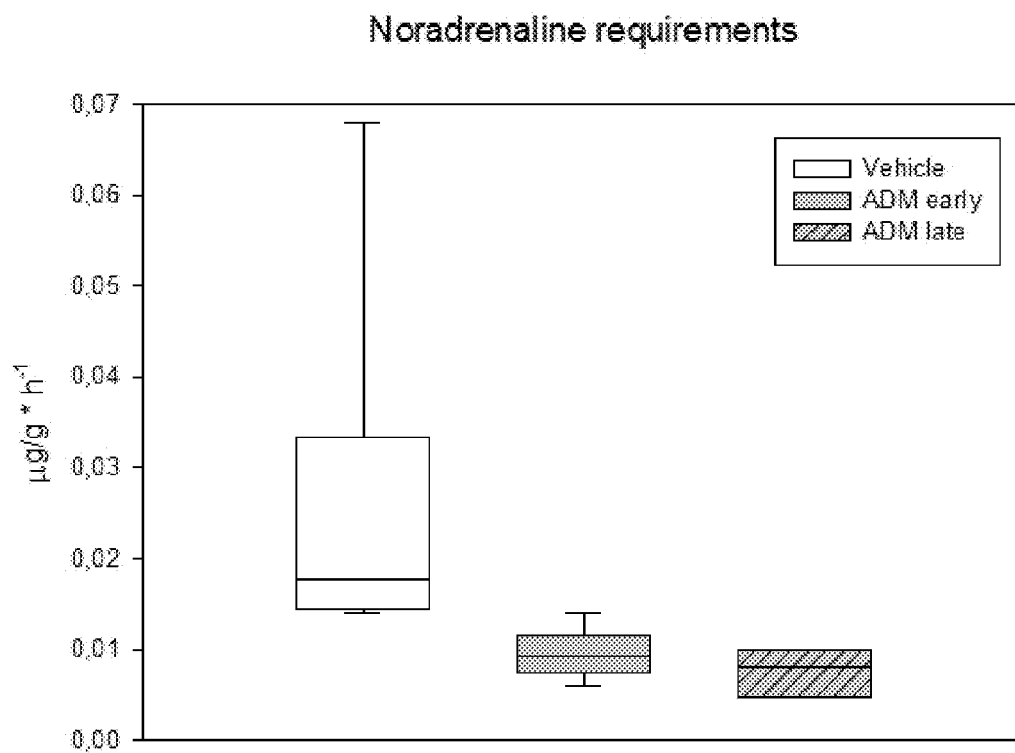 Noradrenaline requirements
0,07
0,06
0,05
0,04
0,03
0,02
0,01
0,00
µg/g * h⁻¹
Vehicle
ADM early
ADM late